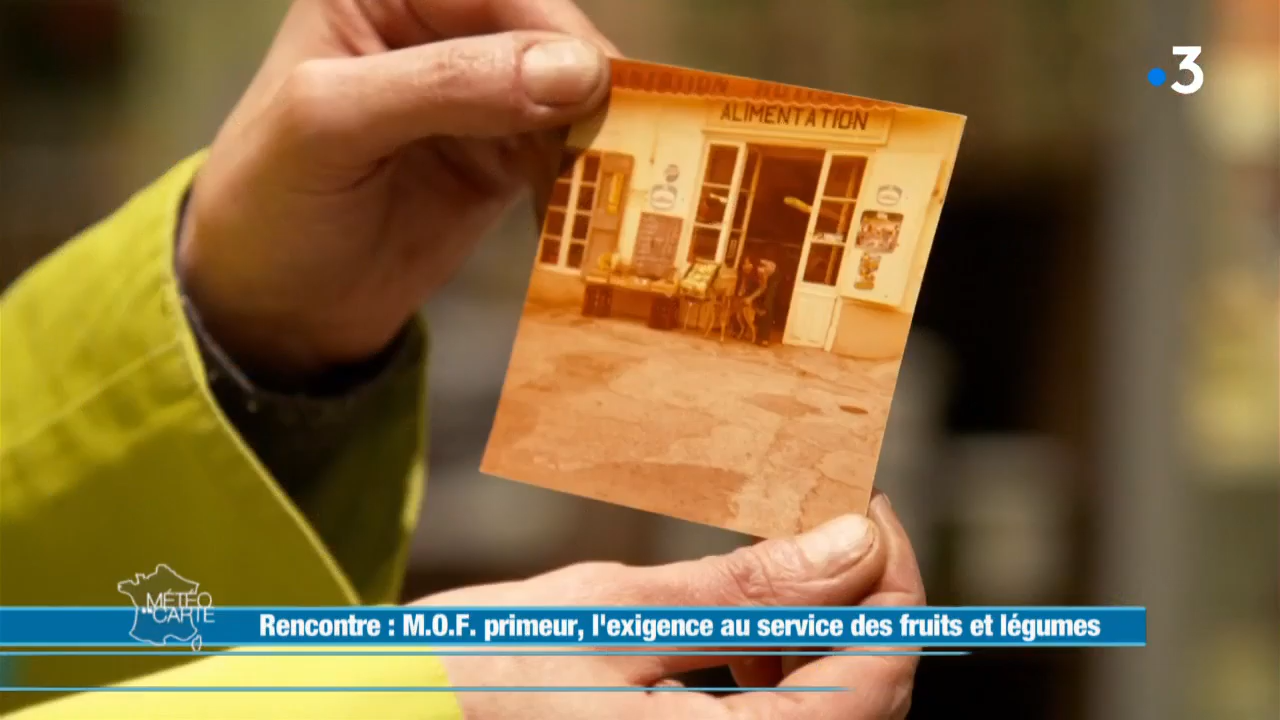 3
ALIMENTATION
MÉTÉO
CARTE
Rencontre : M.O.F. primeur, l'exigence au service des fruits et légumes